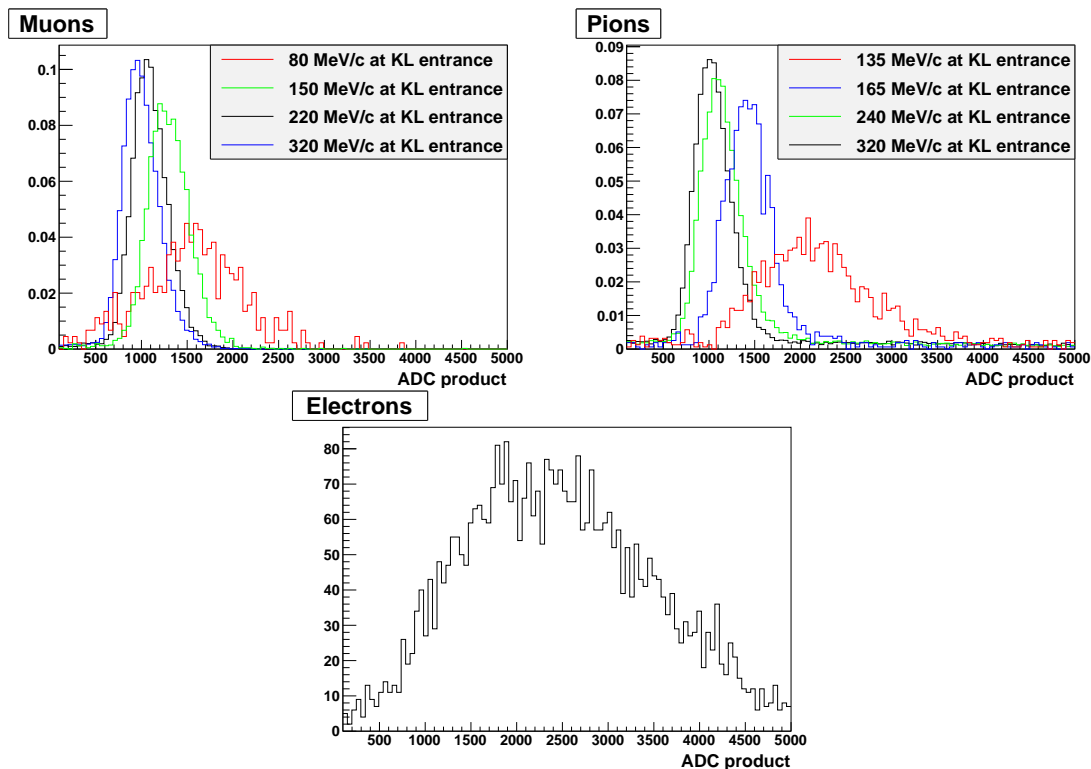 Muons
80 MeV/c at KL entrance
150 MeV/c at KL entrance
220 MeV/c at KL entrance
320 MeV/c at KL entrance
0.1
0.08
0.06
0.04
0.02
0
500 1000 1500 2000 2500 3000 3500 4000 4500 5000
ADC product
Pions
135 MeV/c at KL entrance
165 MeV/c at KL entrance
240 MeV/c at KL entrance
320 MeV/c at KL entrance
0.09
0.08
0.07
0.06
0.05
0.04
0.03
0.02
0.01
0
500 1000 1500 2000 2500 3000 3500 4000 4500 5000
ADC product
Electrons
80
70
60
50
40
30
20
10
0
500 1000 1500 2000 2500 3000 3500 4000 4500 5000
ADC product